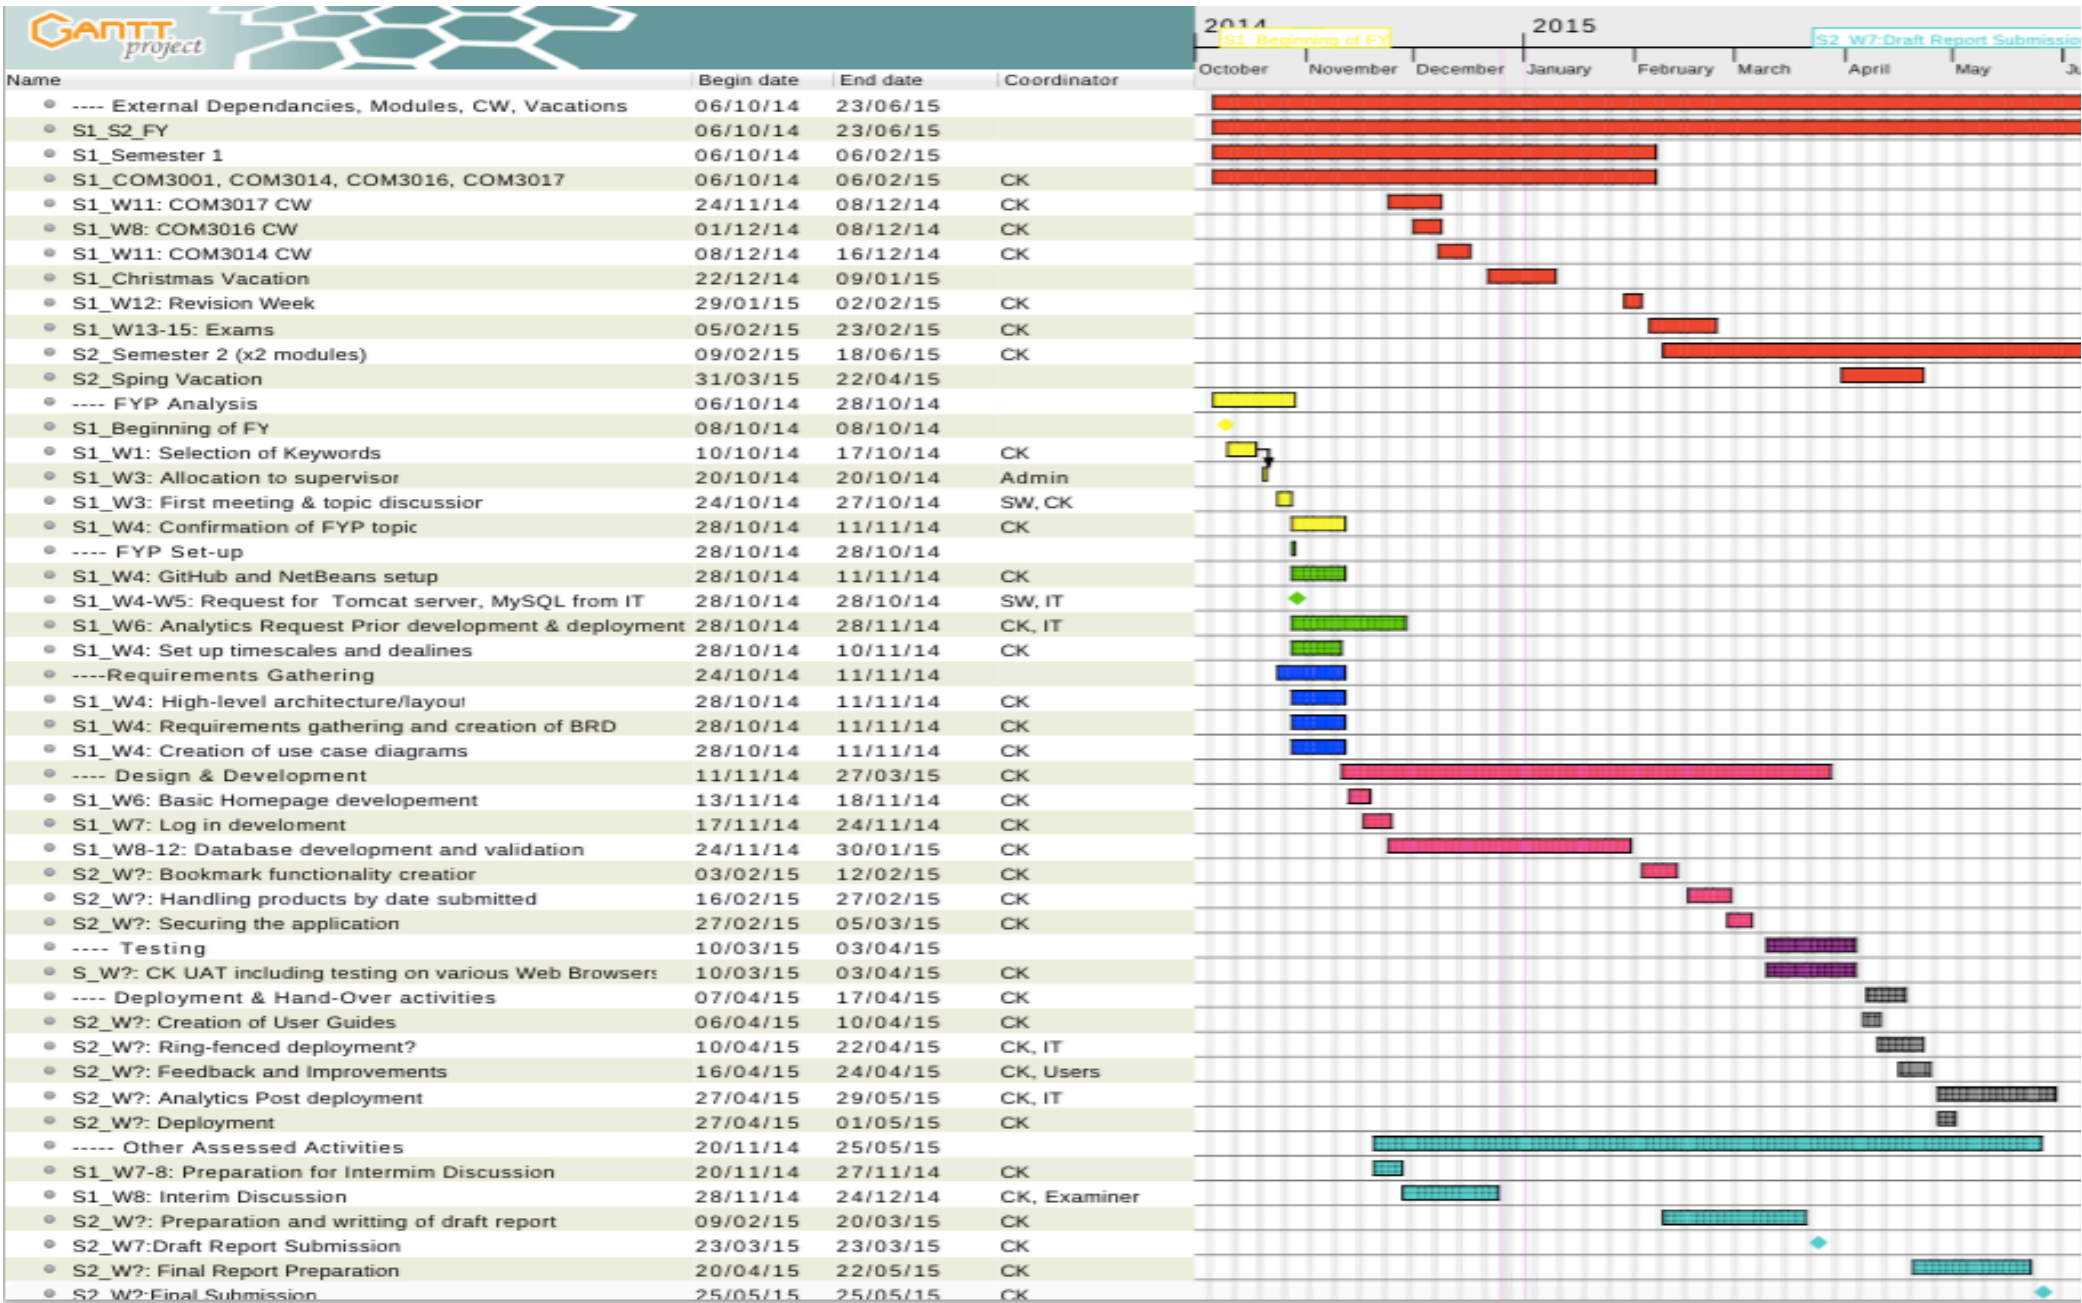 GANTT
project
2014 2015
S1_Beginning of FY S2_W7:Draft Report Submissio
October November December January February March April May Ju
Name Begin date End date Coordinator
---- External Dependancies, Modules, CW, Vacations 06/10/14 23/06/15
S1_S2_FY 06/10/14 23/06/15
S1_Semester 1 06/10/14 06/02/15
S1_COM3001, COM3014, COM3016, COM3017 06/10/14 06/02/15 CK
S1_W11: COM3017 CW 24/11/14 08/12/14 CK
S1_W8: COM3016 CW 01/12/14 08/12/14 CK
S1_W11: COM3014 CW 08/12/14 16/12/14 CK
S1_Christmas Vacation 22/12/14 09/01/15
S1_W12: Revision Week 29/01/15 02/02/15 CK
S1_W13-15: Exams 05/02/15 23/02/15 CK
S2_Semester 2 (x2 modules) 09/02/15 18/06/15 CK
S2_Sping Vacation 31/03/15 22/04/15
---- FYP Analysis 06/10/14 28/10/14
S1_Beginning of FY 08/10/14 08/10/14
S1_W1: Selection of Keywords 10/10/14 17/10/14 CK
S1_W3: Allocation to supervisor 20/10/14 20/10/14 Admin
S1_W3: First meeting & topic discussior 24/10/14 27/10/14 SW, CK
S1_W4: Confirmation of FYP topic 28/10/14 11/11/14 CK
---- FYP Set-up 28/10/14 28/10/14
S1_W4: GitHub and NetBeans setup 28/10/14 11/11/14 CK
S1_W4-W5: Request for Tomcat server, MySQL from IT 28/10/14 28/10/14 SW, IT
S1_W6: Analytics Request Prior development & deployment 28/10/14 28/11/14 CK, IT
S1_W4: Set up timescales and dealines 28/10/14 10/11/14 CK
----Requirements Gathering 24/10/14 11/11/14
S1_W4: High-level architecture/layout 28/10/14 11/11/14 CK
S1_W4: Requirements gathering and creation of BRD 28/10/14 11/11/14 CK
S1_W4: Creation of use case diagrams 28/10/14 11/11/14 CK
---- Design & Development 11/11/14 27/03/15 CK
S1_W6: Basic Homepage developement 13/11/14 18/11/14 CK
S1_W7: Log in develoment 17/11/14 24/11/14 CK
S1_W8-12: Database development and validation 24/11/14 30/01/15 CK
S2_W?: Bookmark functionality creatior 03/02/15 12/02/15 CK
S2_W?: Handling products by date submitted 16/02/15 27/02/15 CK
S2_W?: Securing the application 27/02/15 05/03/15 CK
---- Testing 10/03/15 03/04/15
S_W?: CK UAT including testing on various Web Browsers 10/03/15 03/04/15 CK
---- Deployment & Hand-Over activities 07/04/15 17/04/15 CK
S2_W?: Creation of User Guides 06/04/15 10/04/15 CK
S2_W?: Ring-fenced deployment? 10/04/15 22/04/15 CK, IT
S2_W?: Feedback and Improvements 16/04/15 24/04/15 CK, Users
S2_W?: Analytics Post deployment 27/04/15 29/05/15 CK, IT
S2_W?: Deployment 27/04/15 01/05/15 CK
----- Other Assessed Activities 20/11/14 25/05/15
S1_W7-8: Preparation for Intermim Discussion 20/11/14 27/11/14 CK
S1_W8: Interim Discussion 28/11/14 24/12/14 CK, Examiner
S2_W?: Preparation and writting of draft report 09/02/15 20/03/15 CK
S2_W7:Draft Report Submission 23/03/15 23/03/15 CK
S2_W?: Final Report Preparation 20/04/15 22/05/15 CK
S2_W?:Final Submission 25/05/15 25/05/15 CK